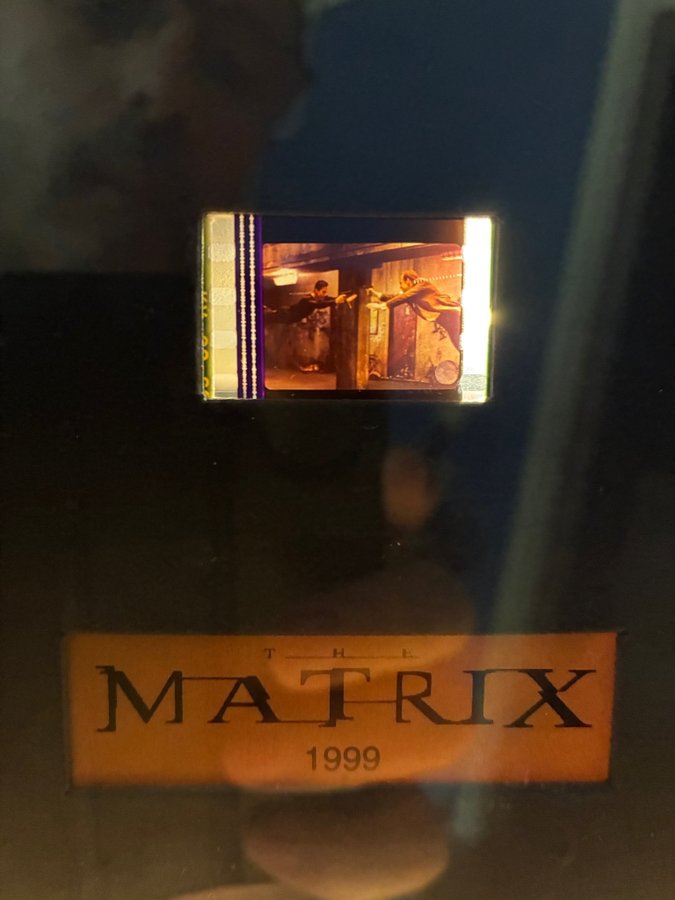 THE
MATRIX
1999